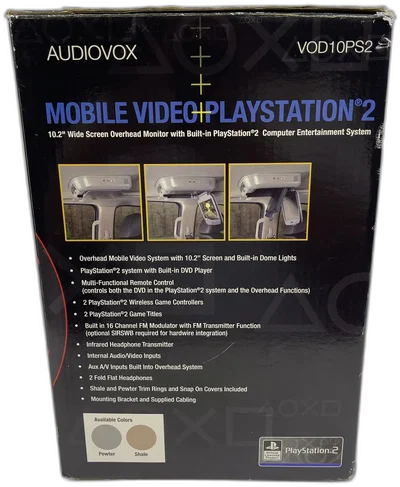 AUDIOVOX VOD10PS2
MOBILE VIDEO+PLAYSTATION®2
10.2" Wide Screen Overhead Monitor with Built-in PlayStation®2 Computer Entertainment System
• Overhead Mobile Video System with 10.2" Screen and Built-in Dome Lights
• PlayStation®2 system with Built-in DVD Player
• Multi-Functional Remote Control
(controls both the DVD in the PlayStation®2 system and the Overhead Functions)
• 2 PlayStation®2 Wireless Game Controllers
• 2 PlayStation®2 Game Titles
• Built in 16 Channel FM Modulator with FM Transmitter Function
(optional SIRSWB required for hardwire integration)
• Infrared Headphone Transmitter
• Internal Audio/Video Inputs
• Aux A/V Inputs Built Into Overhead System
• 2 Fold Flat Headphones
• Shale and Pewter Trim Rings and Snap On Covers Included
• Mounting Bracket and Supplied Cabling
Available Colors
Pewter Shale
PlayStation®2